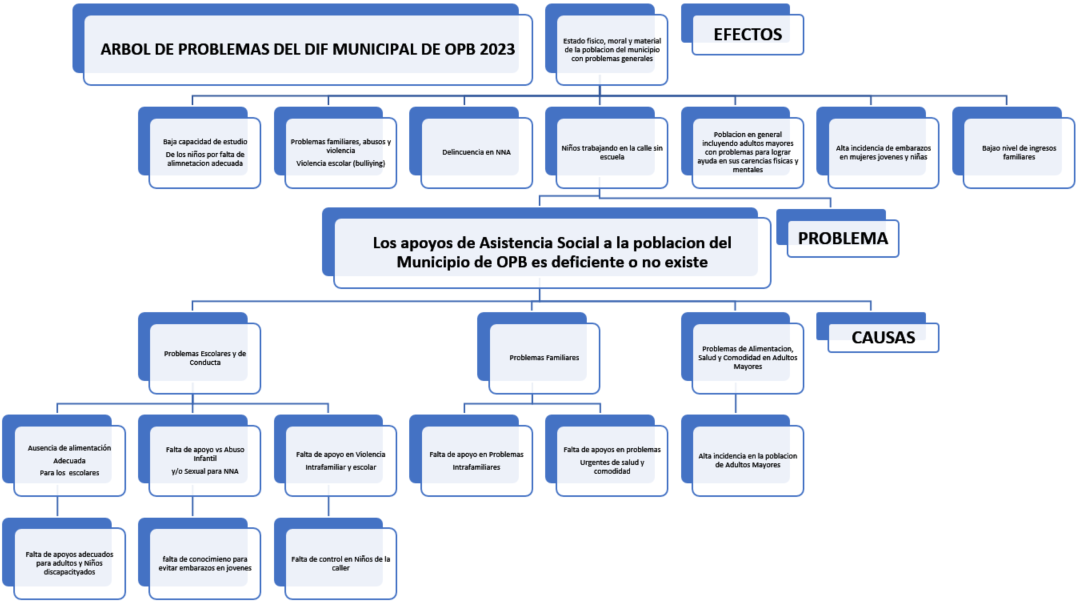 ARBOL DE PROBLEMAS DEL DIF MUNICIPAL DE OPB 2023
Estado fisico, moral y material
de la poblacion del municipio
con problemas generales
EFECTOS
Baja capacidad de estudio
De los niños por falta de
alimnetacion adecuada
Problemas familiares, abusos y
violencia
Violencia escolar (bulliying)
Delincuencia en NNA
Niños trabajando en la calle sin
escuela
Poblacion en general
incluyendo adultos mayores
con problemas para lograr
ayuda en sus carencias fisicas y
mentales
Alta incidencia de embarazos
en mujeres jovenes y niñas
Bajao nivel de ingresos
familiares
Los apoyos de Asistencia Social a la poblacion del
Municipio de OPB es deficiente o no existe
PROBLEMA
Problemas Escolares y de
Conducta
Problemas Familiares
Problemas de Alimentacion,
Salud y Comodidad en Adultos
Mayores
CAUSAS
Ausencia de alimentación
Adecuada
Para los escolares
Falta de apoyo vs Abuso
Infantil
y/o Sexual para NNA
Falta de apoyo en Violencia
Intrafamiliar y escolar
Falta de apoyo en Problemas
Intrafamiliares
Falta de apoyos en problemas
Urgentes de salud y
comodidad
Alta incidencia en la poblacion
de Adultos Mayores
Falta de apoyos adecuados
para adultos y Niños
discapacityados
falta de conocimieno para
evitar embarazos en jovenes
Falta de control en Niños de la
caller